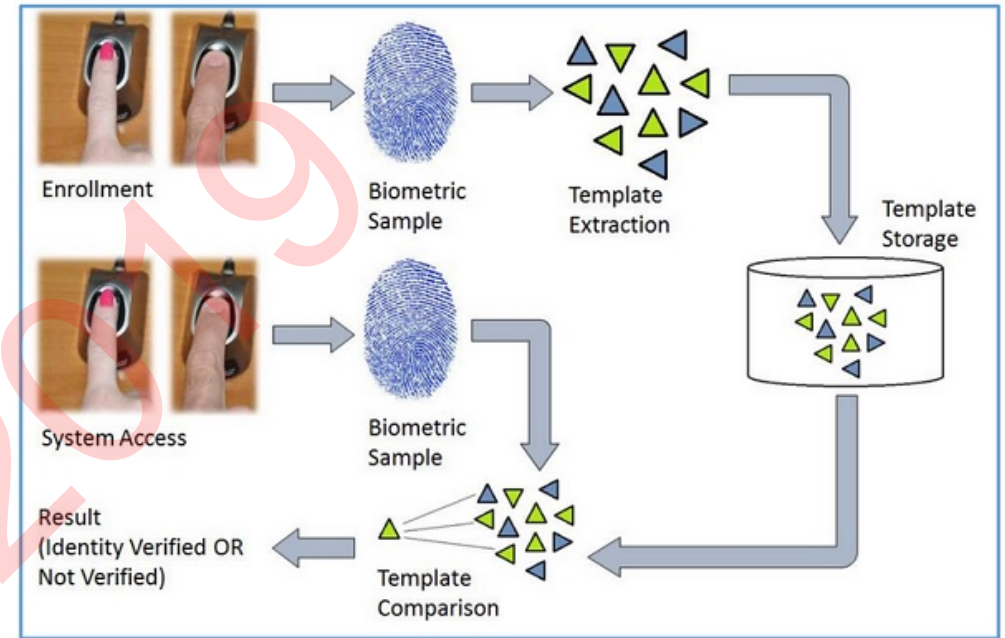 Enrollment
Biometric
Sample
Template
Extraction
Template
Storage
System Access
Biometric
Sample
Result
(Identity Verified OR
Not Verified)
Template
Comparison
2019